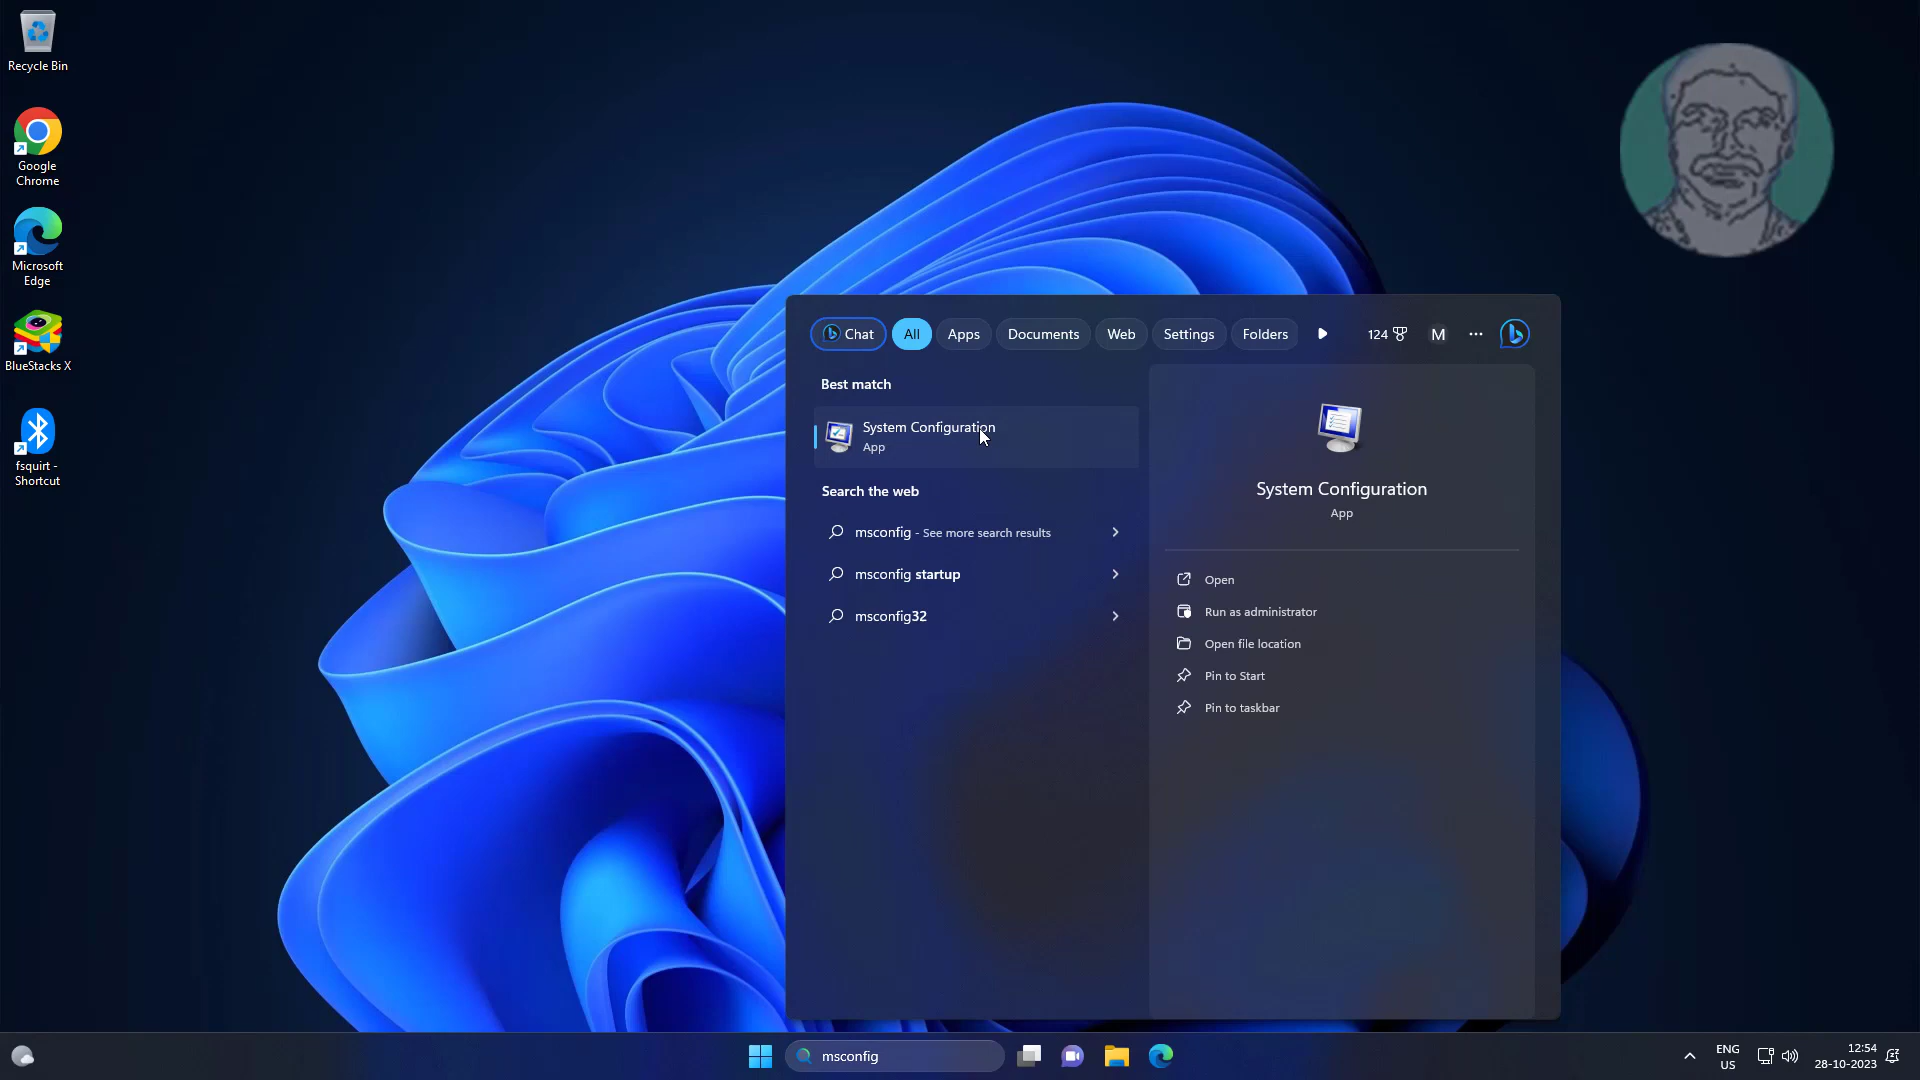 Recycle Bin
Google
Chrome
Microsoft
Edge
BlueStacks X
fsquirt -
Shortcut
Chat
All
Apps
Documents
Web
Settings
Folders
124
M
Best match
System Configuration
App
Search the web
msconfig - See more search results
msconfig startup
msconfig32
System Configuration
App
Open
Run as administrator
Open file location
Pin to Start
Pin to taskbar
msconfig
ENG
US
12:54
28-10-2023